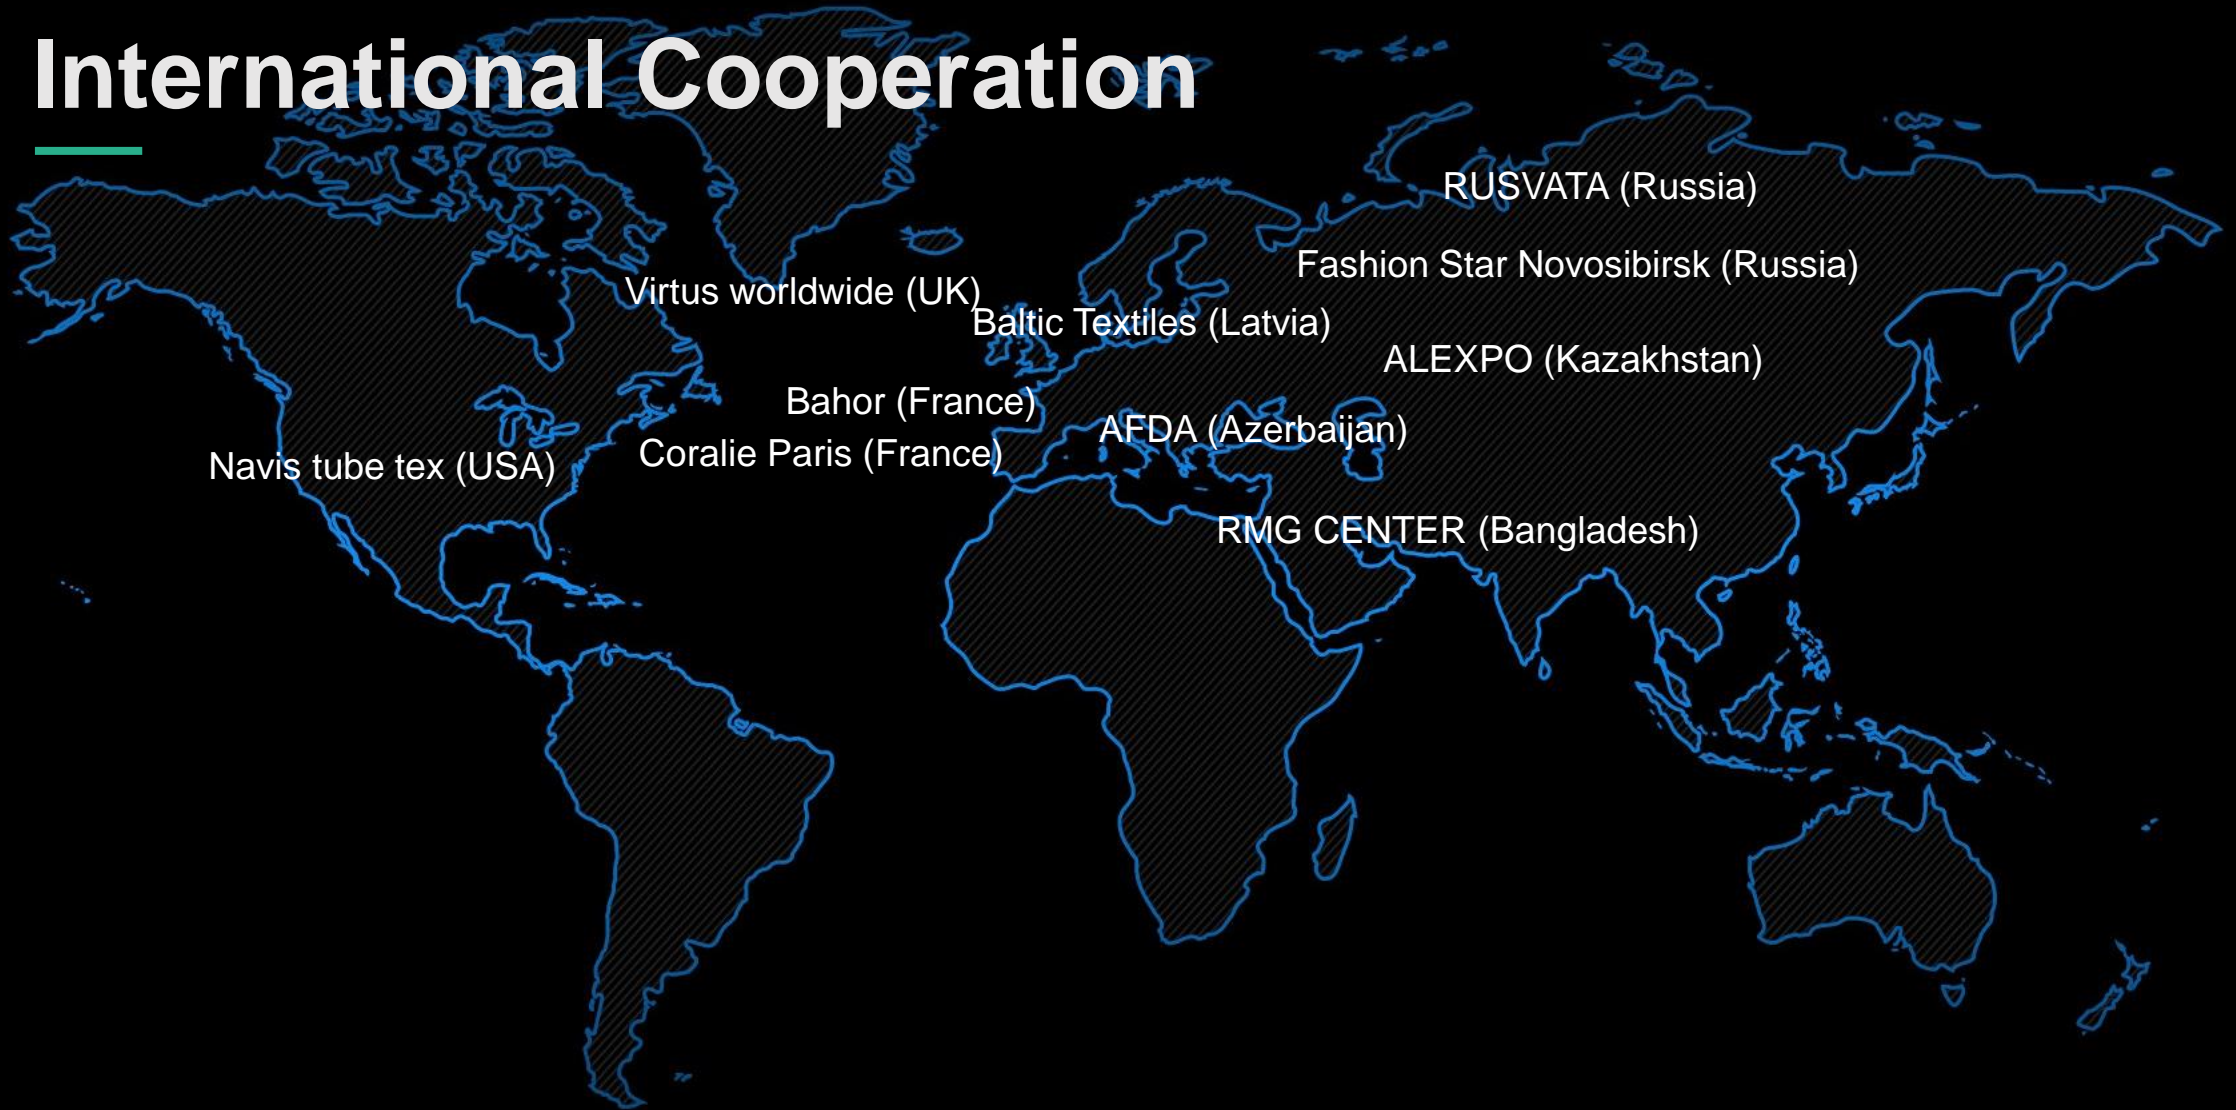 International Cooperation
RUSVATA (Russia)
Fashion Star Novosibirsk (Russia)
Virtus worldwide (UK)
Baltic Textiles (Latvia)
ALEXPO (Kazakhstan)
Bahor (France)
AFDA (Azerbaijan)
Coralie Paris (France)
Navis tube tex (USA)
RMG CENTER (Bangladesh)